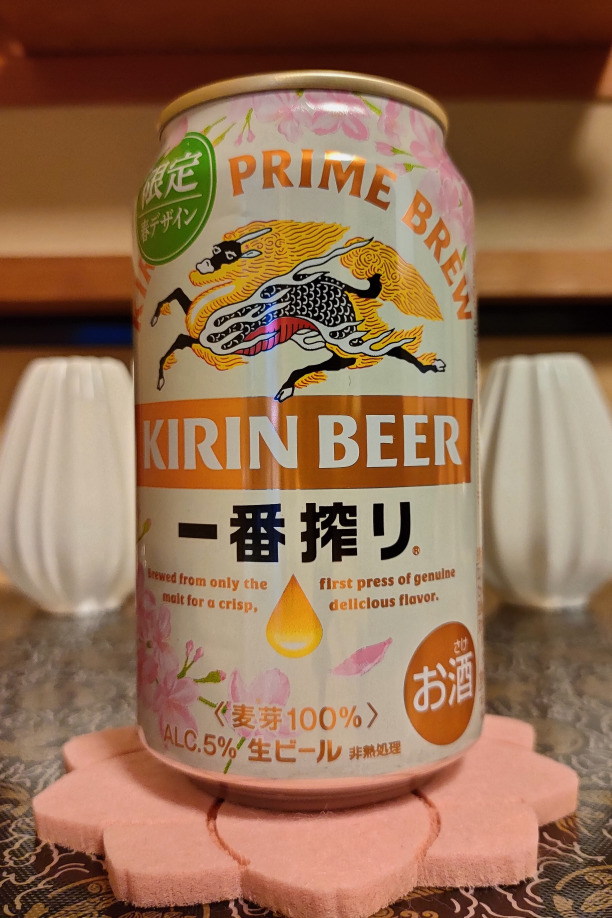 限定
春デザイン
PRIME BREW
KIRIN BEER
一番搾り®
Brewed from only the first press of genuine
malt for a crisp, delicious flavor.
さけ
お酒
〈麦芽100%〉
ALC.5% 生ビール 非熱処理